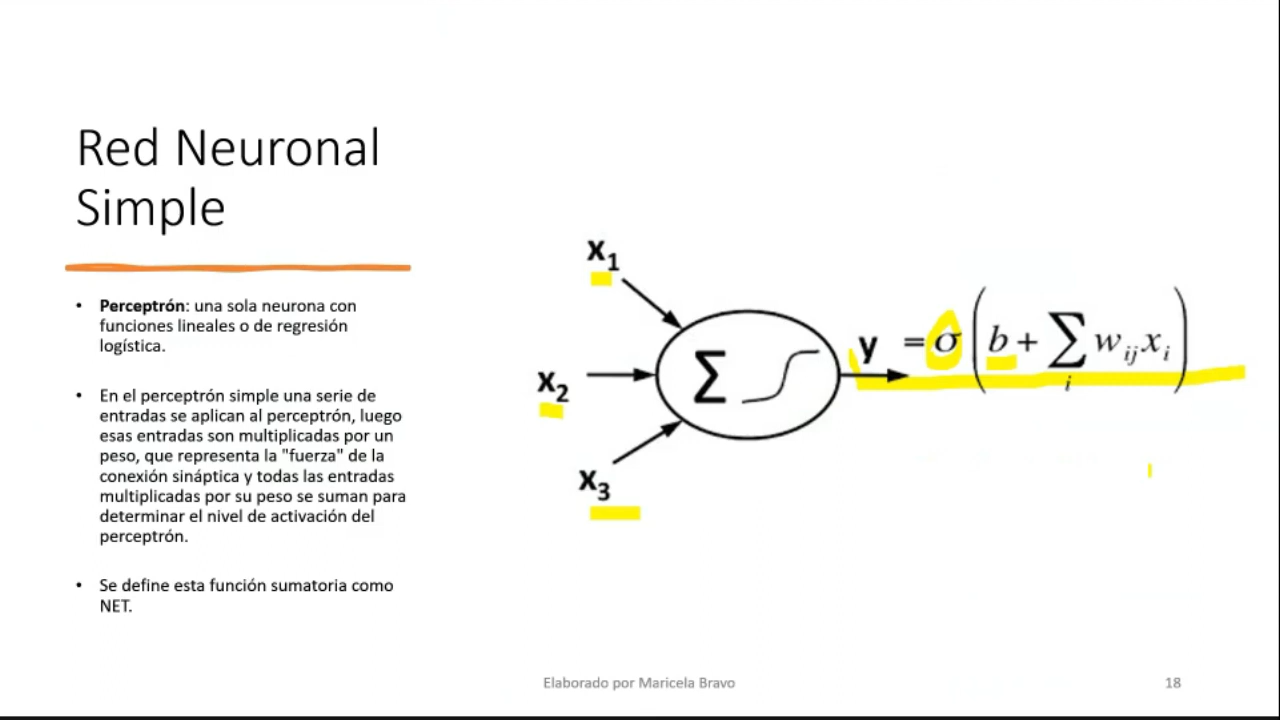 Red Neuronal
Simple
• Perceptrón: una sola neurona con
funciones lineales o de regresión
logística.
• En el perceptrón simple una serie de
entradas se aplican al perceptrón, luego
esas entradas son multiplicadas por un
peso, que representa la "fuerza" de la
conexión sináptica y todas las entradas
multiplicadas por su peso se suman para
determinar el nivel de activación del
perceptrón.
• Se define esta función sumatoria como
NET.
x₁
x₂
x₃
Σ
y = σ(b + Σᵢ wᵢⱼxᵢ)
Elaborado por Maricela Bravo
18